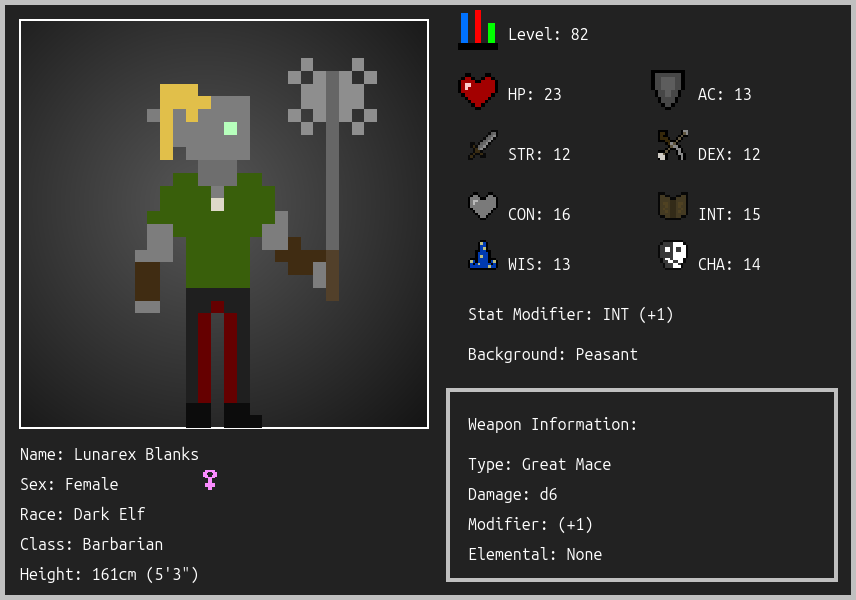 Level: 82
HP: 23
AC: 13
STR: 12
DEX: 12
CON: 16
INT: 15
WIS: 13
CHA: 14
Stat Modifier: INT (+1)
Background: Peasant
Weapon Information:
Type: Great Mace
Damage: d6
Modifier: (+1)
Elemental: None
Name: Lunarex Blanks
Sex: Female
Race: Dark Elf
Class: Barbarian
Height: 161cm (5'3")